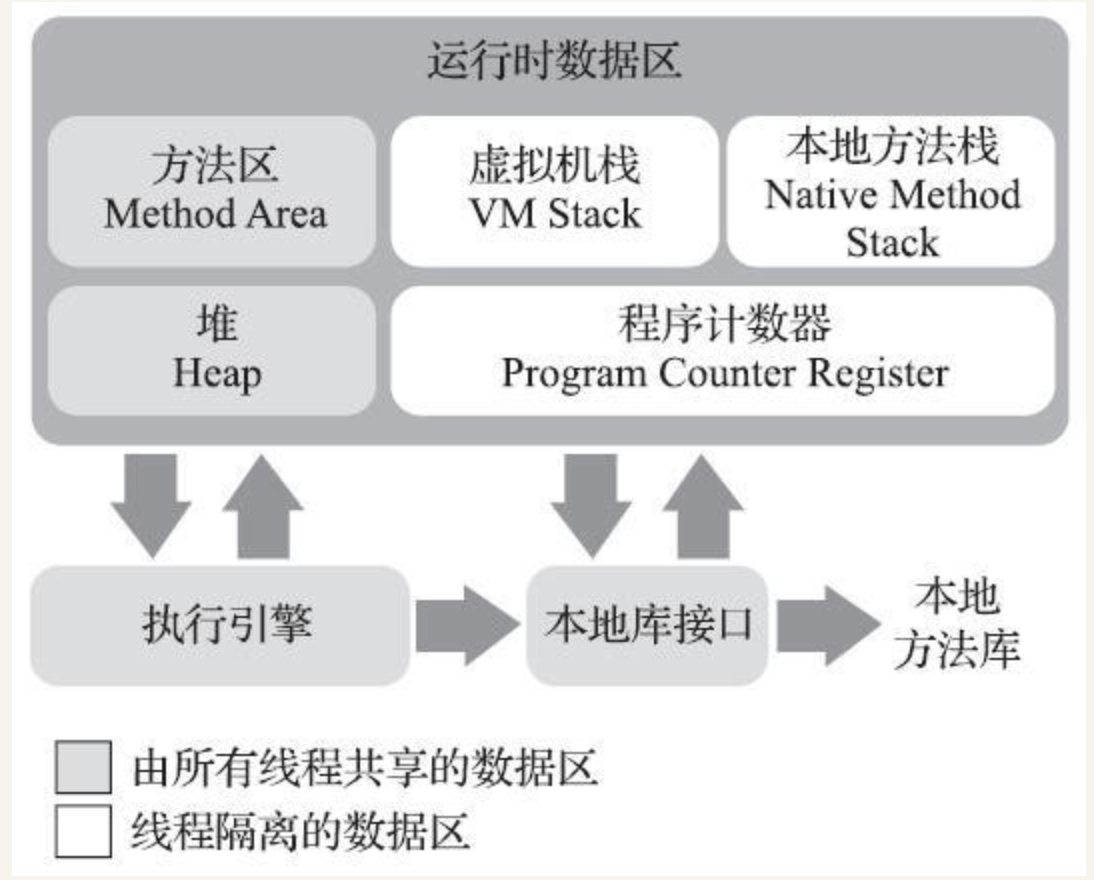 运行时数据区
方法区
Method Area
虚拟机栈
VM Stack
本地方法栈
Native Method
Stack
堆
Heap
程序计数器
Program Counter Register
执行引擎
本地库接口
本地
方法库
由所有线程共享的数据区
线程隔离的数据区